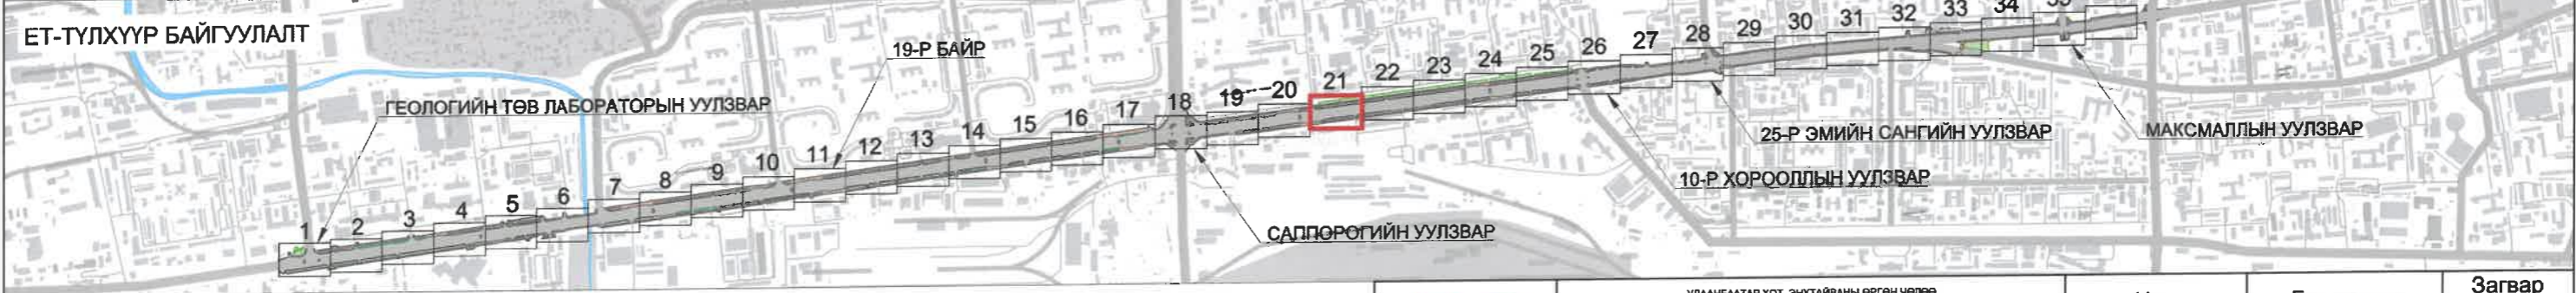 ЕТ-ТҮЛХҮҮР БАЙГУУЛАЛТ
ГЕОЛОГИЙН ТӨВ ЛАБОРАТОРЫН УУЛЗВАР
19-Р БАЙР
1 2 3 4 5 6 7 8 9 10 11 12 13 14 15 16 17 18 19 20 21 22 23 24 25 26 27 28 29 30 31 32 33 34
САППОРОГИЙН УУЛЗВАР
10-Р ХОРООЛЛЫН УУЛЗВАР
25-Р ЭМИЙН САНГИЙН УУЛЗВАР
МАКСМАЛЛЫН УУЛЗВАР
Загвар